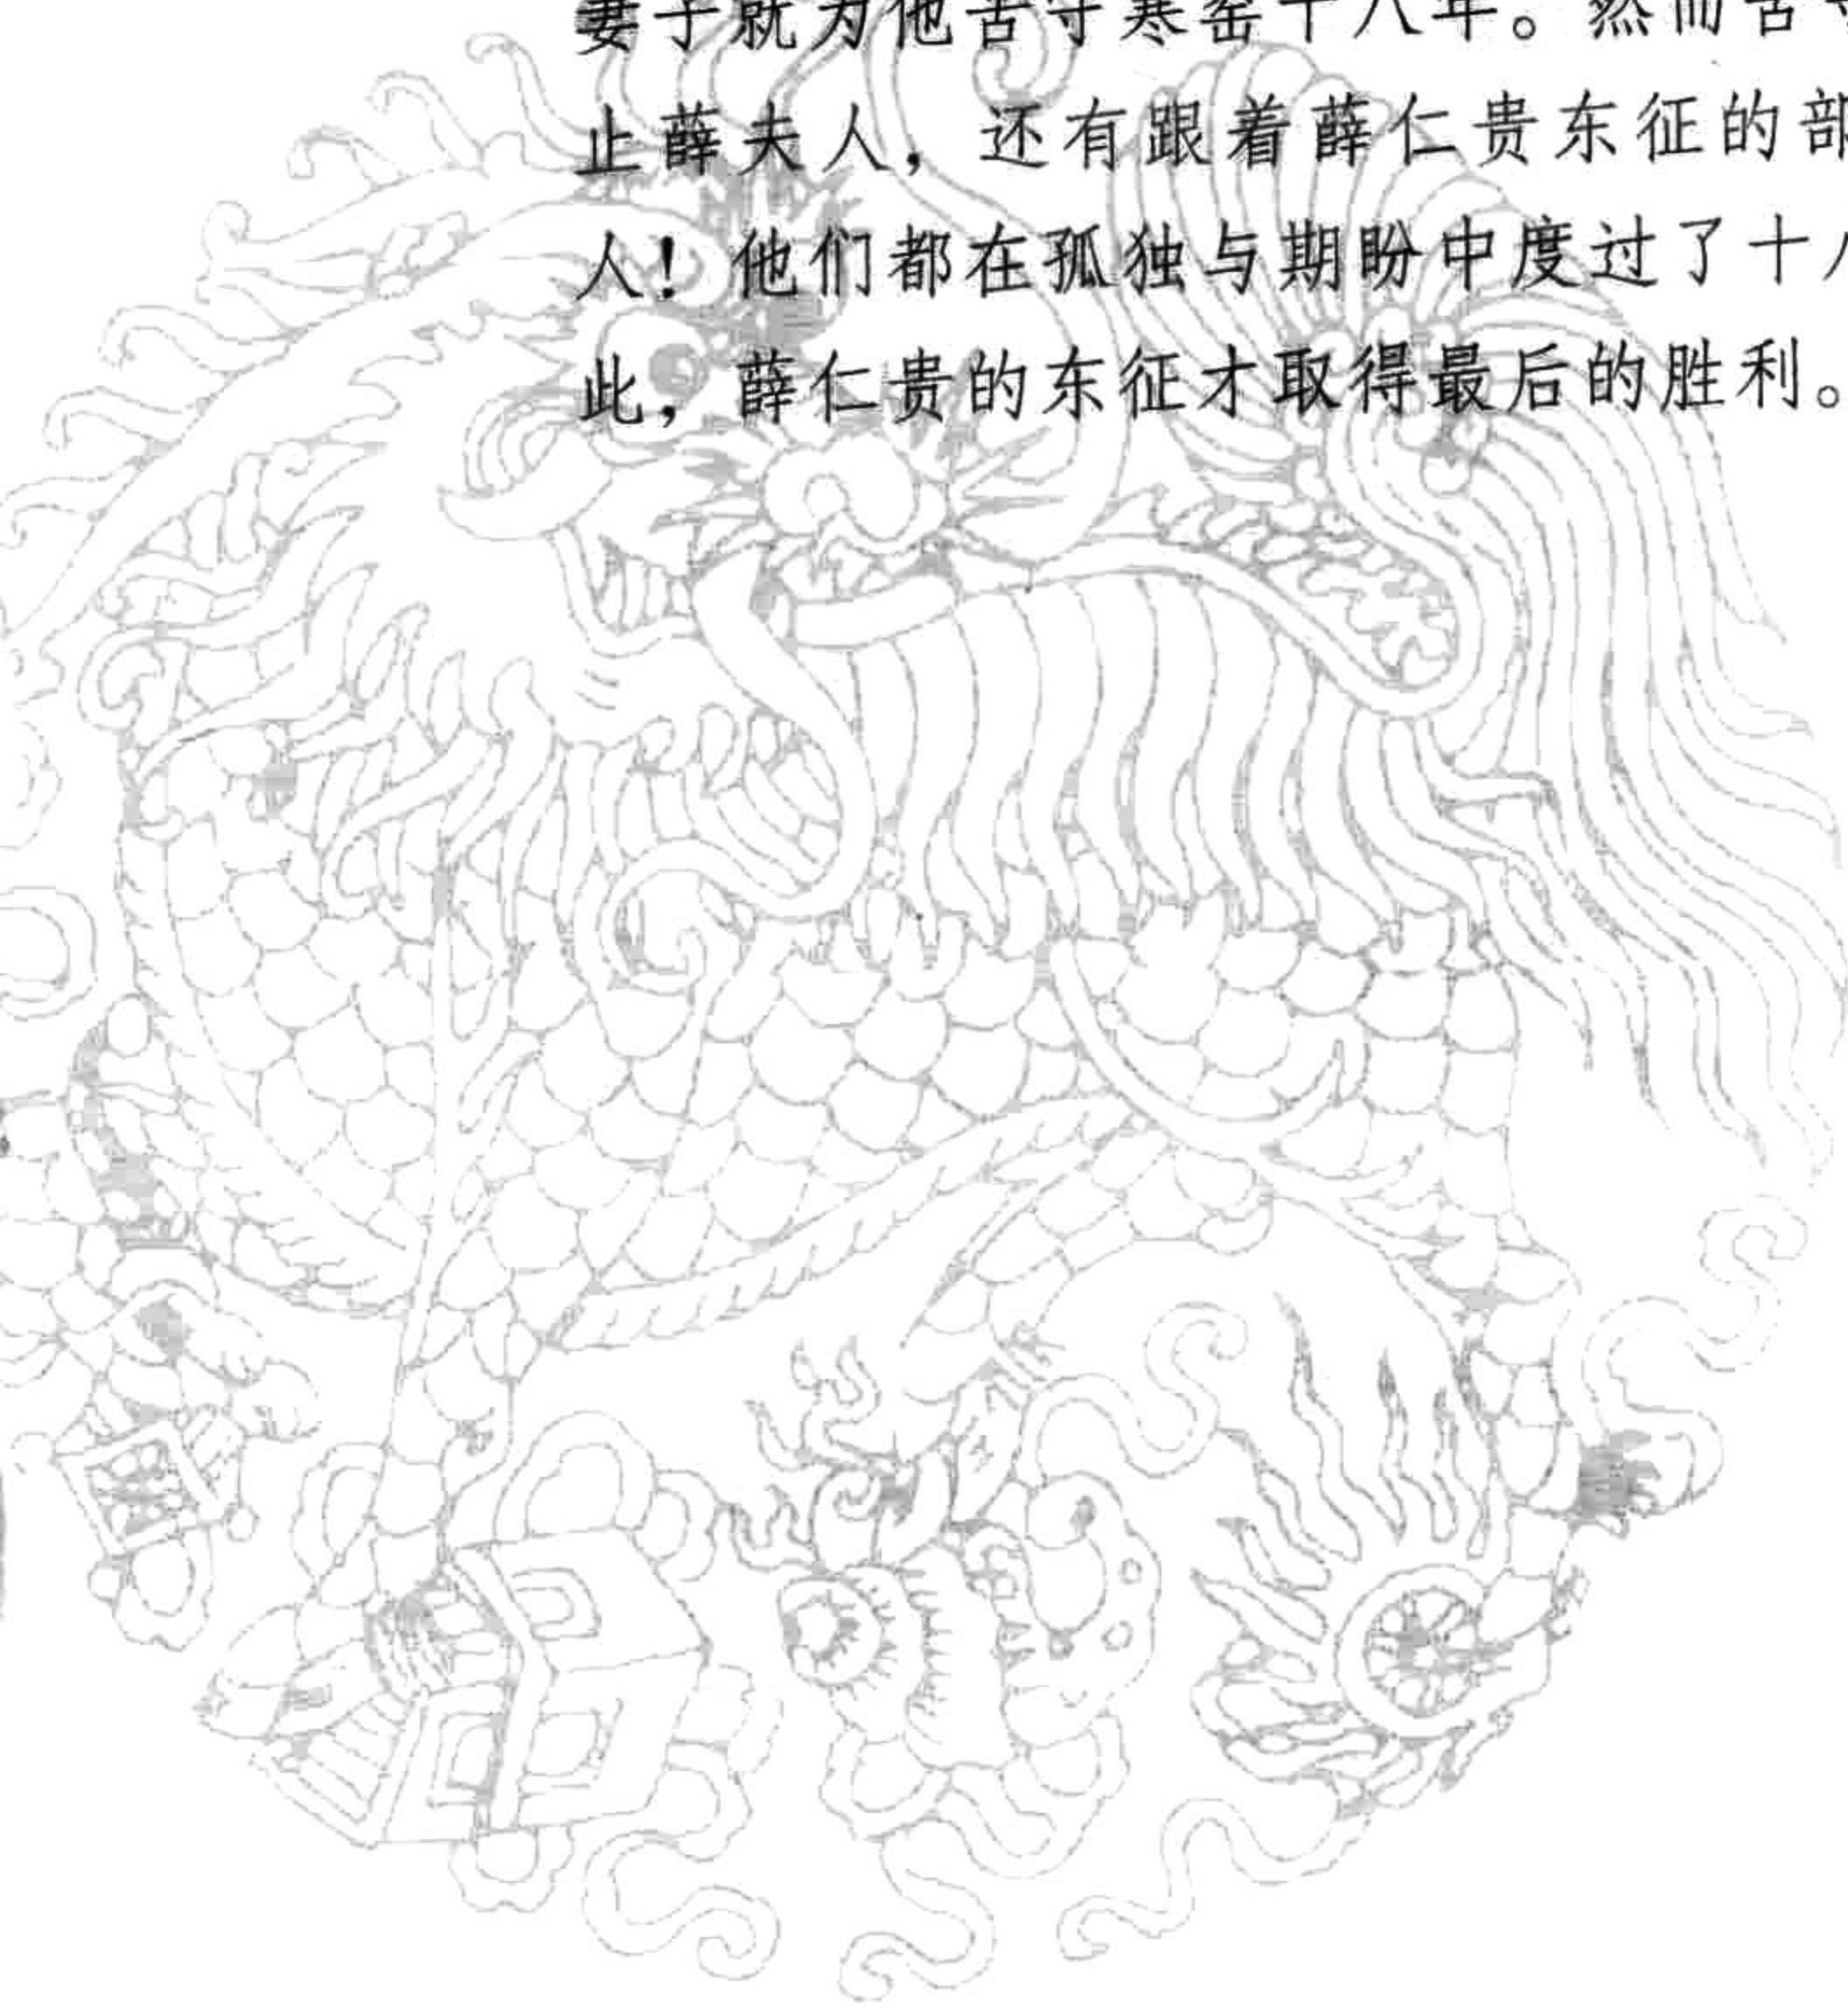 妻子就为他苦守寒窑十八年。然而苦守
止薛夫人，还有跟着薛仁贵东征的部
人！他们都在孤独与期盼中度过了十八
此，薛仁贵的东征才取得最后的胜利。